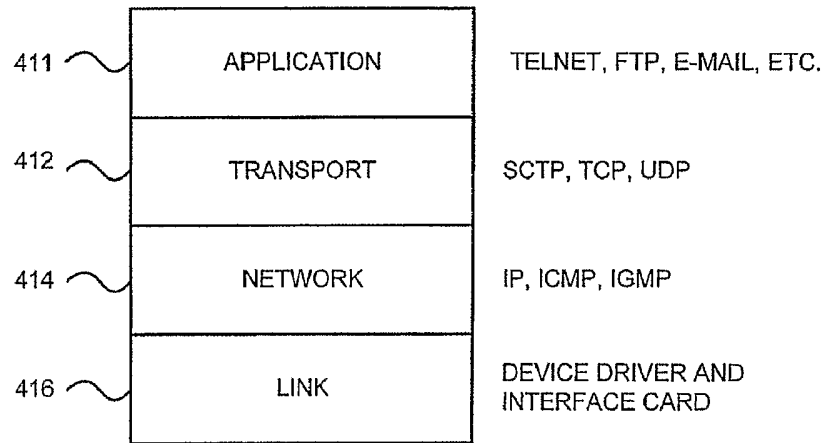 411 APPLICATION TELNET, FTP, E-MAIL, ETC.
412 TRANSPORT SCTP, TCP, UDP
414 NETWORK IP, ICMP, IGMP
416 LINK DEVICE DRIVER AND
INTERFACE CARD